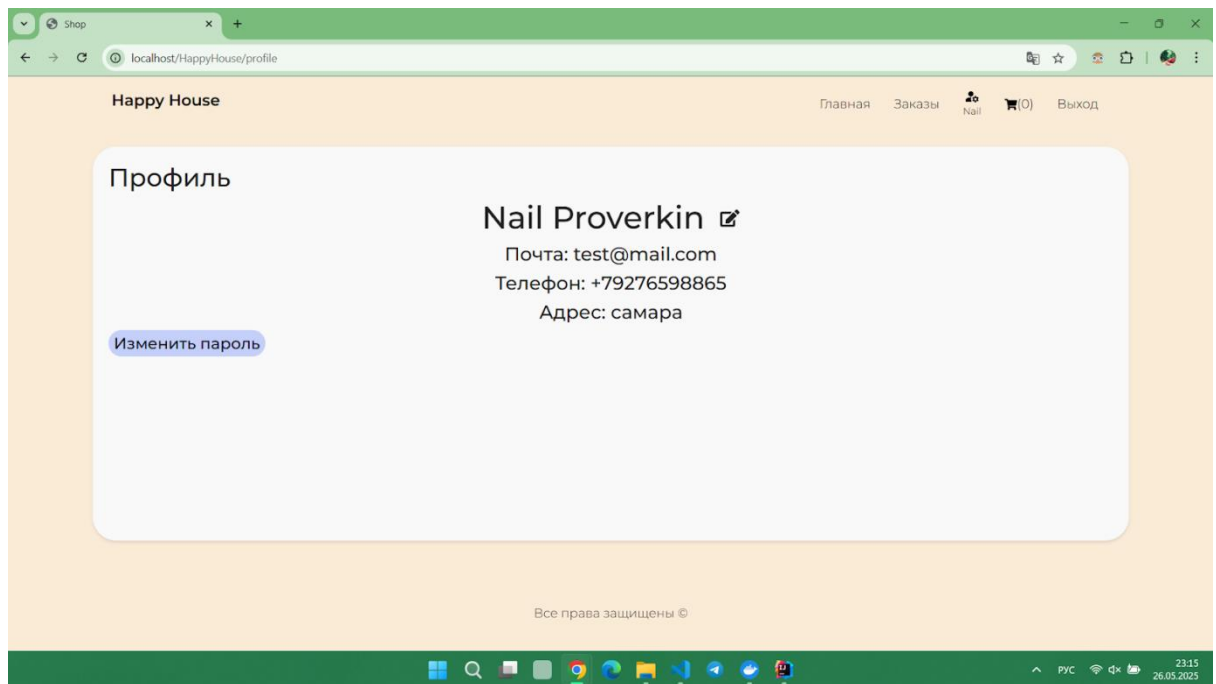 Shop
localhost/HappyHouse/profile
Happy House
Главная Заказы Nail (0) Выход
Профиль
Nail Proverkin
Почта: test@mail.com
Телефон: +79276598865
Адрес: самара
Изменить пароль
Все права защищены ©
РУС 23:15
26.05.2025